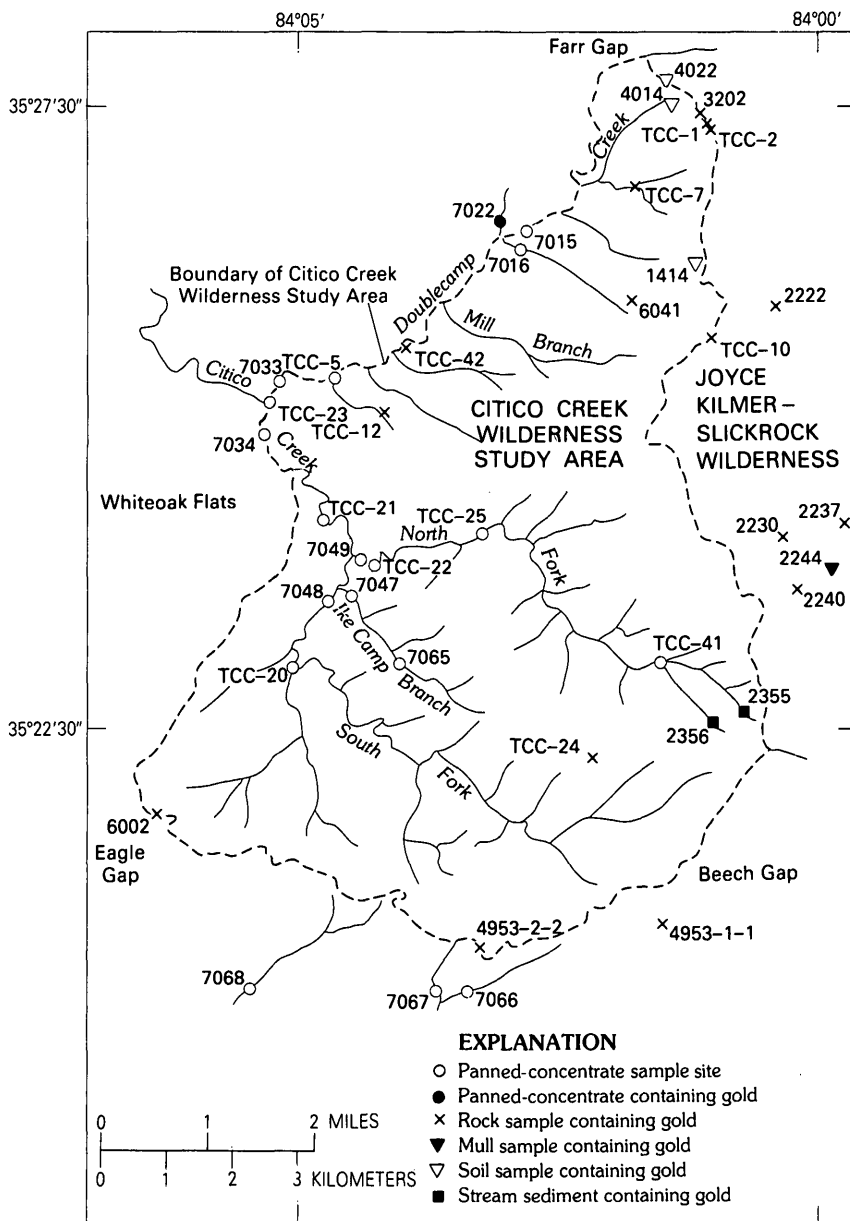 84°05'
84°00'
Farr Gap
4022
35°27'30"
4014
3202
TCC-1
TCC-2
Creek
TCC-7
7022
7015
7016
1414
Boundary of Citico Creek
Wilderness Study Area
Doublecamp
6041
2222
Mill
Branch
TCC-42
TCC-10
7033
TCC-5
Citico
TCC-23
TCC-12
7034
Creek
CITICO CREEK
WILDERNESS
STUDY AREA
JOYCE
KILMER–
SLICKROCK
WILDERNESS
Whiteoak Flats
TCC-21
TCC-25
North
Fork
2237
2230
2244
2240
7049
TCC-22
7048
7047
Ike Camp
Branch
7065
TCC-41
TCC-20
2355
2356
35°22'30"
South
Fork
TCC-24
6002
Eagle
Gap
Beech Gap
4953-2-2
4953-1-1
7068
7067
7066
EXPLANATION
Panned-concentrate sample site
Panned-concentrate containing gold
Rock sample containing gold
Mull sample containing gold
Soil sample containing gold
Stream sediment containing gold
0 1 2 MILES
0 1 2 3 KILOMETERS